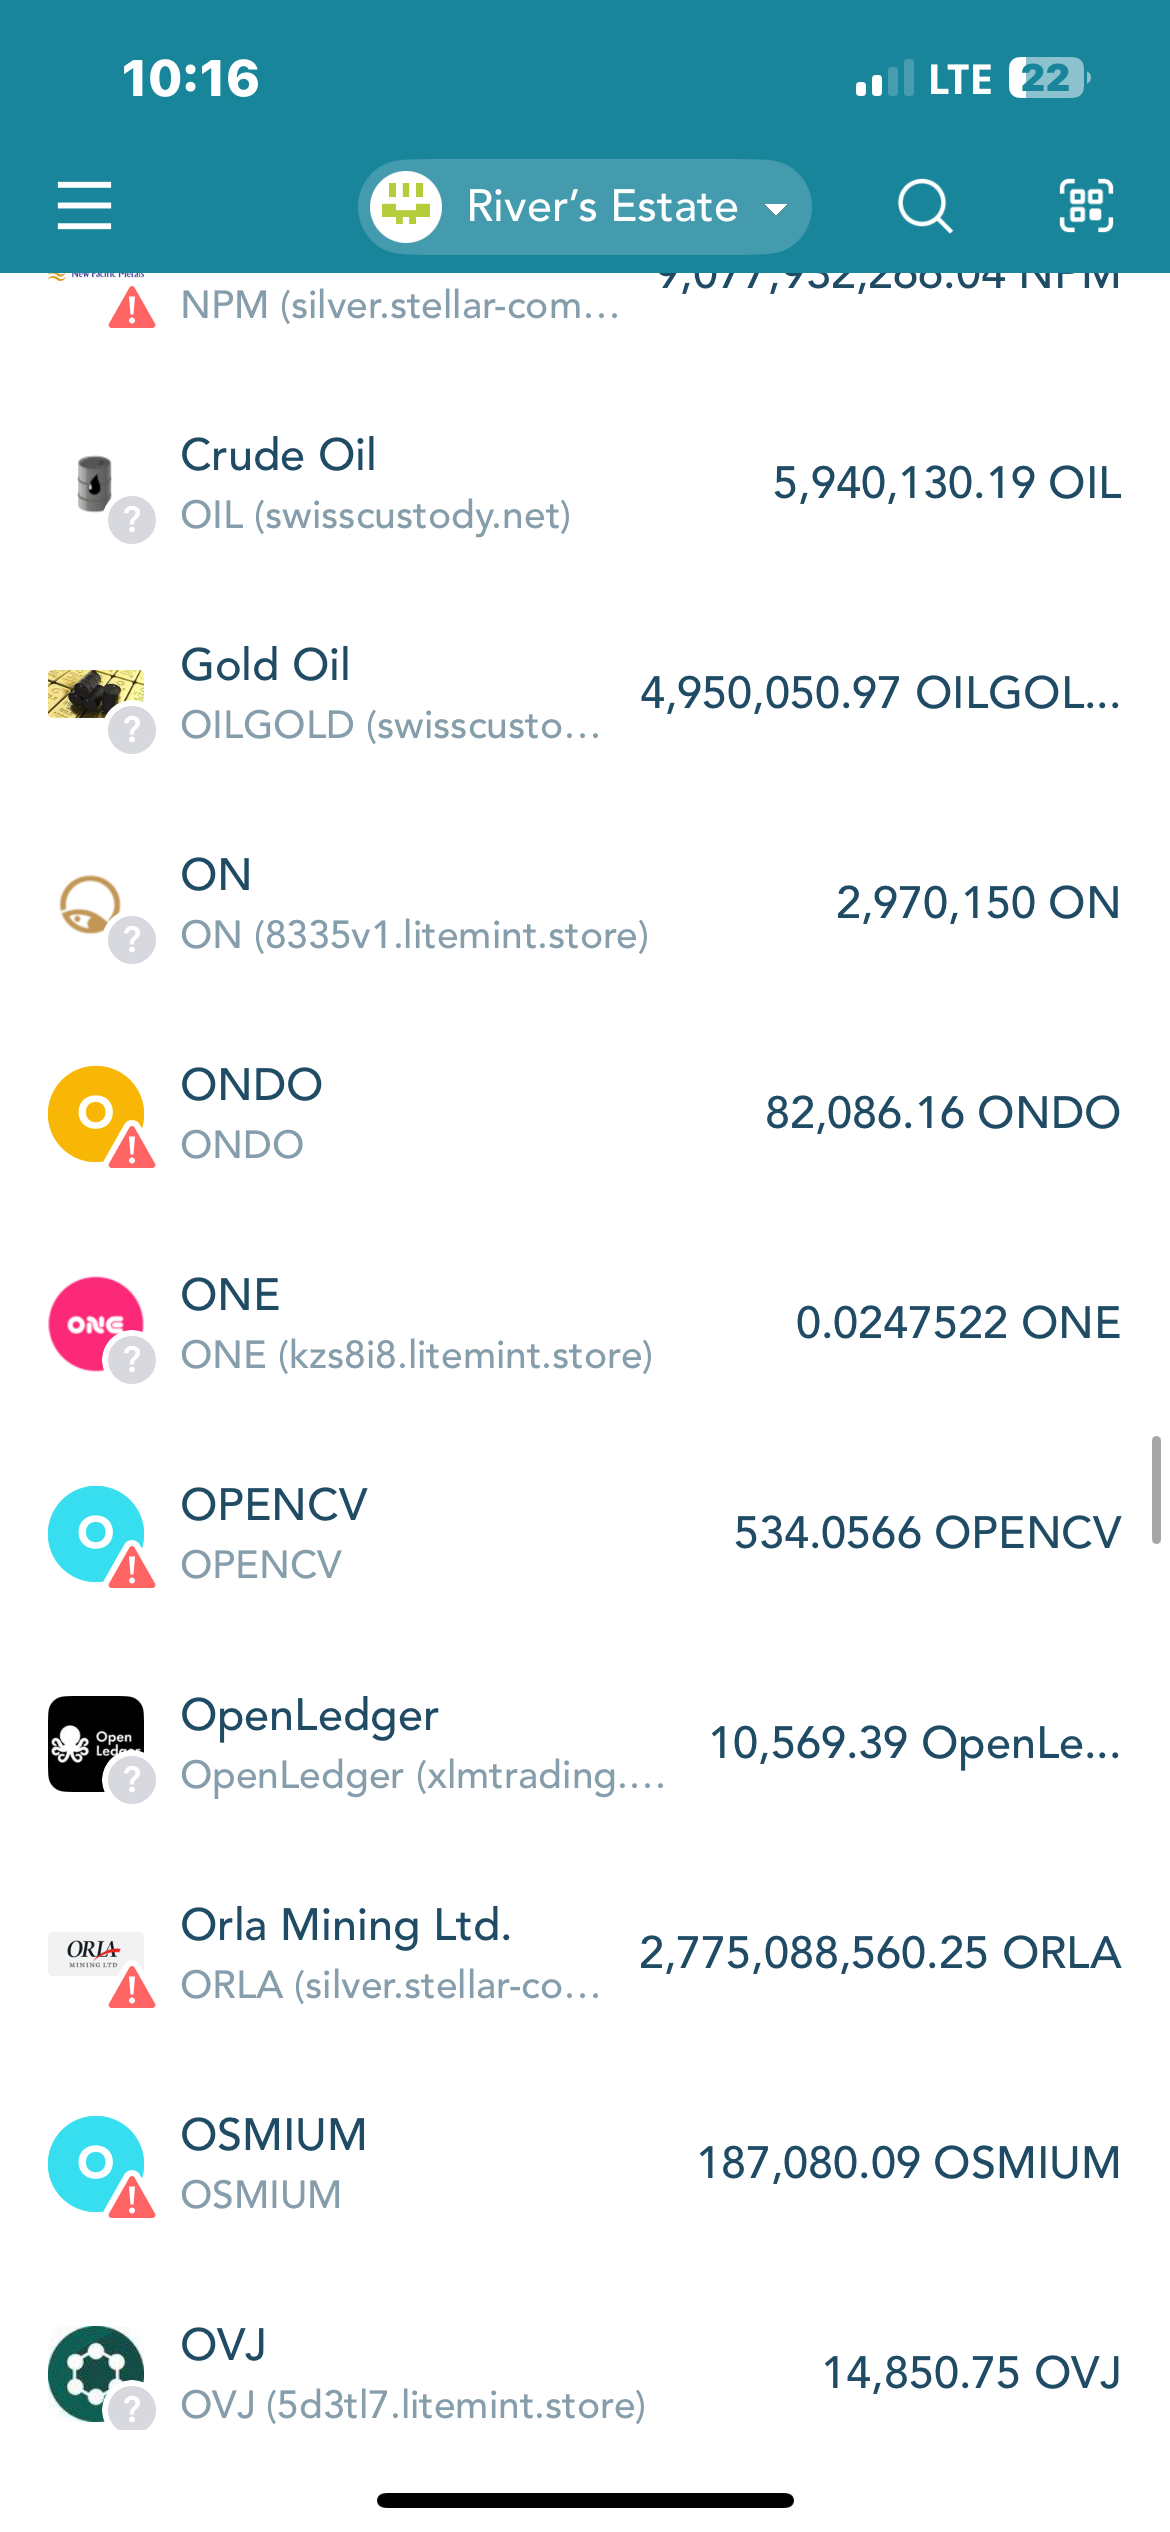 10:16
LTE
22
River’s Estate
New Pacific Metals
9,077,932,266.04 NPM
NPM (silver.stellar-com...
Crude Oil
5,940,130.19 OIL
OIL (swisscustody.net)
Gold Oil
4,950,050.97 OILGOL...
OILGOLD (swisscusto...
ON
2,970,150 ON
ON (8335v1.litemint.store)
ONDO
82,086.16 ONDO
ONDO
ONE
ONE
0.0247522 ONE
ONE (kzs8i8.litemint.store)
OPENCV
534.0566 OPENCV
OPENCV
Open
Ledger
OpenLedger
10,569.39 OpenLe...
OpenLedger (xlmtrading....
ORLA
MINING LTD
Orla Mining Ltd.
2,775,088,560.25 ORLA
ORLA (silver.stellar-co...
OSMIUM
187,080.09 OSMIUM
OSMIUM
OVJ
14,850.75 OVJ
OVJ (5d3tl7.litemint.store)